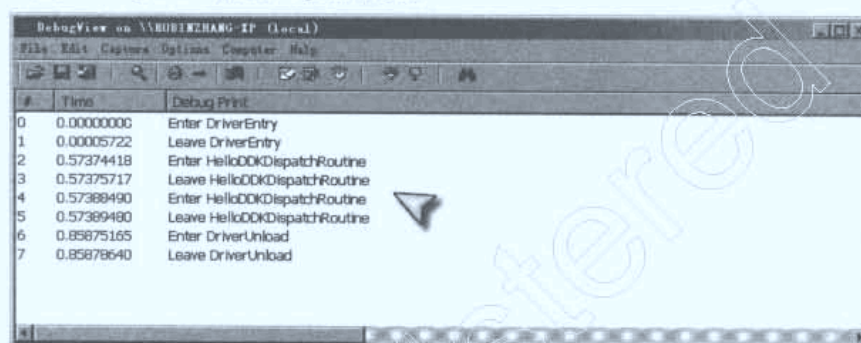 DebugView on \\RUBINZHANG-XP (local)
File Edit Capture Options Computer Help
# Time Debug Print
0 0.00000000 Enter DriverEntry
1 0.00005722 Leave DriverEntry
2 0.57374418 Enter HelloDDKDispatchRoutine
3 0.57375717 Leave HelloDDKDispatchRoutine
4 0.57388490 Enter HelloDDKDispatchRoutine
5 0.57389480 Leave HelloDDKDispatchRoutine
6 0.85875165 Enter DriverUnload
7 0.85878640 Leave DriverUnload